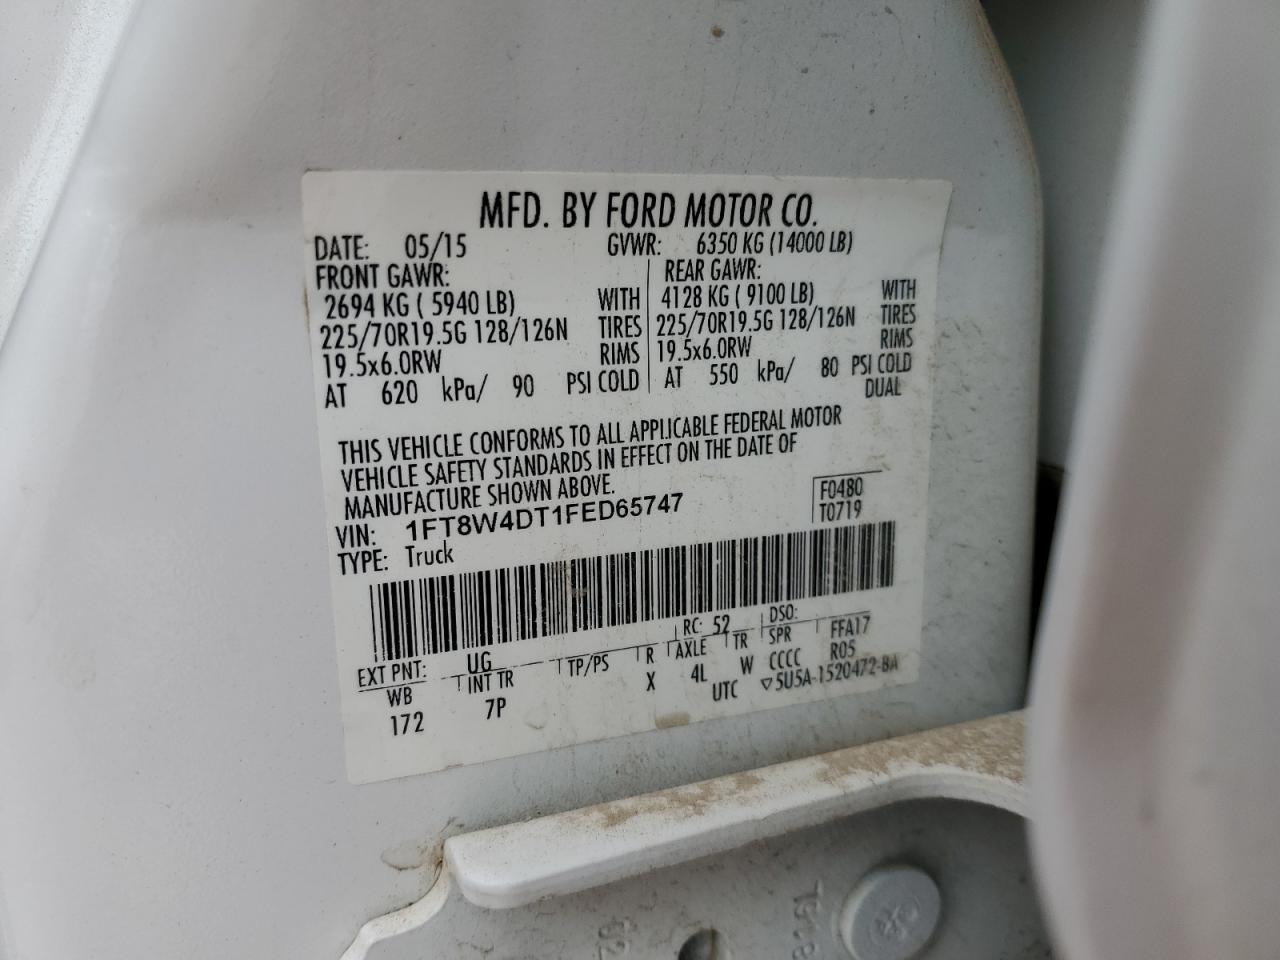 MFD. BY FORD MOTOR CO.
DATE: 05/15 GVWR: 6350 KG (14000 LB)
FRONT GAWR: REAR GAWR:
2694 KG ( 5940 LB) WITH 4128 KG ( 9100 LB) WITH
225/70R19.5G 128/126N TIRES 225/70R19.5G 128/126N TIRES
19.5x6.0RW RIMS 19.5x6.0RW RIMS
AT 620 kPa/ 90 PSI COLD AT 550 kPa/ 80 PSI COLD
DUAL
THIS VEHICLE CONFORMS TO ALL APPLICABLE FEDERAL MOTOR
VEHICLE SAFETY STANDARDS IN EFFECT ON THE DATE OF
MANUFACTURE SHOWN ABOVE.
VIN: 1FT8W4DT1FED65747
F0480
T0719
TYPE: Truck
EXT PNT: UG RC: 52 DSO:
WB INT TR TP/PS R AXLE TR SPR FFA17
172 7P X 4L W CCCC R05
UTC ▽5U5A-1520472-BA